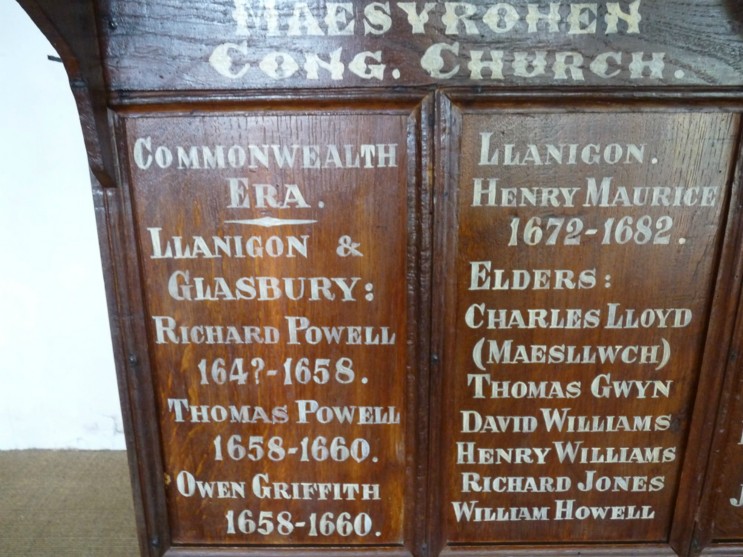 MAESYROHEN
CONG. CHURCH.
COMMONWEALTH
ERA.
LLANIGON &
GLASBURY:
RICHARD POWELL
164?-1658.
THOMAS POWELL
1658-1660.
OWEN GRIFFITH
1658-1660.
LLANIGON.
HENRY MAURICE
1672-1682.
ELDERS:
CHARLES LLOYD
(MAESLLWCH)
THOMAS GWYN
DAVID WILLIAMS
HENRY WILLIAMS
RICHARD JONES
WILLIAM HOWELL